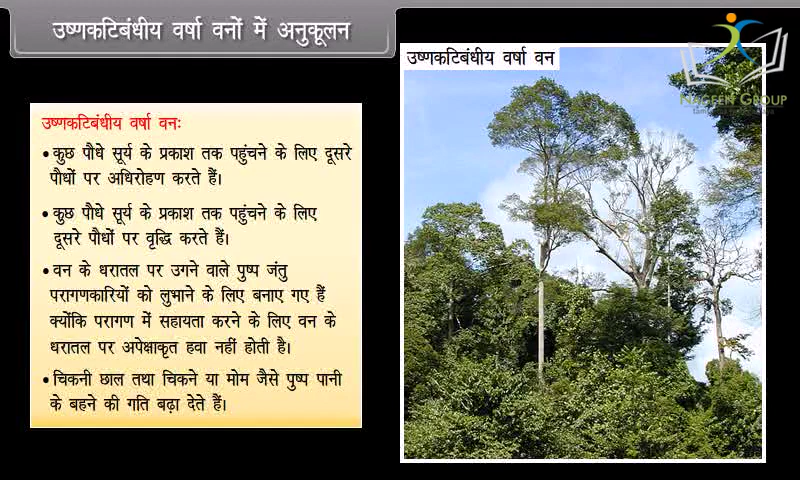 उष्णकटिबंधीय वर्षा वनों में अनुकूलन
उष्णकटिबंधीय वर्षा वनः
• कुछ पौधे सूर्य के प्रकाश तक पहुंचने के लिए दूसरे
पौधों पर अधिरोहण करते हैं।
• कुछ पौधे सूर्य के प्रकाश तक पहुंचने के लिए
दूसरे पौधों पर वृद्धि करते हैं।
• वन के धरातल पर उगने वाले पुष्प जंतु
परागणकारियों को लुभाने के लिए बनाए गए हैं
क्योंकि परागण में सहायता करने के लिए वन के
धरातल पर अपेक्षाकृत हवा नहीं होती है।
• चिकनी छाल तथा चिकने या मोम जैसे पुष्प पानी
के बहने की गति बढ़ा देते हैं।
उष्णकटिबंधीय वर्षा वन
NAGEEN GROUP